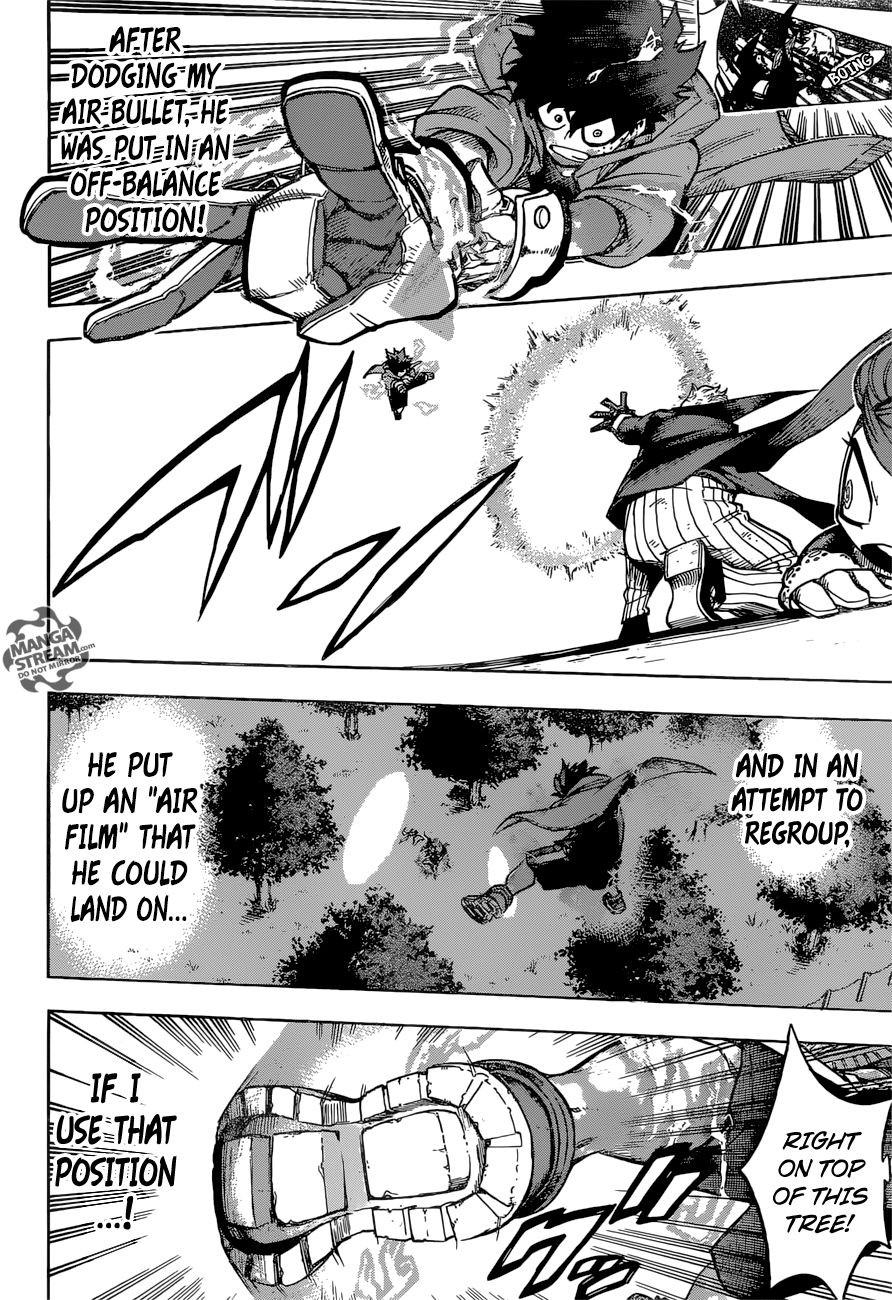 BOING
AFTER
DODGING MY
AIR BULLET, HE
WAS PUT IN AN
OFF-BALANCE
POSITION!
MANGA
STREAM.com
DO NOT MIRROR
AND IN AN
ATTEMPT TO
REGROUP,
HE PUT
UP AN "AIR
FILM" THAT
HE COULD
LAND ON...
RIGHT
ON TOP
OF THIS
TREE!
IF I
USE THAT
POSITION
...!